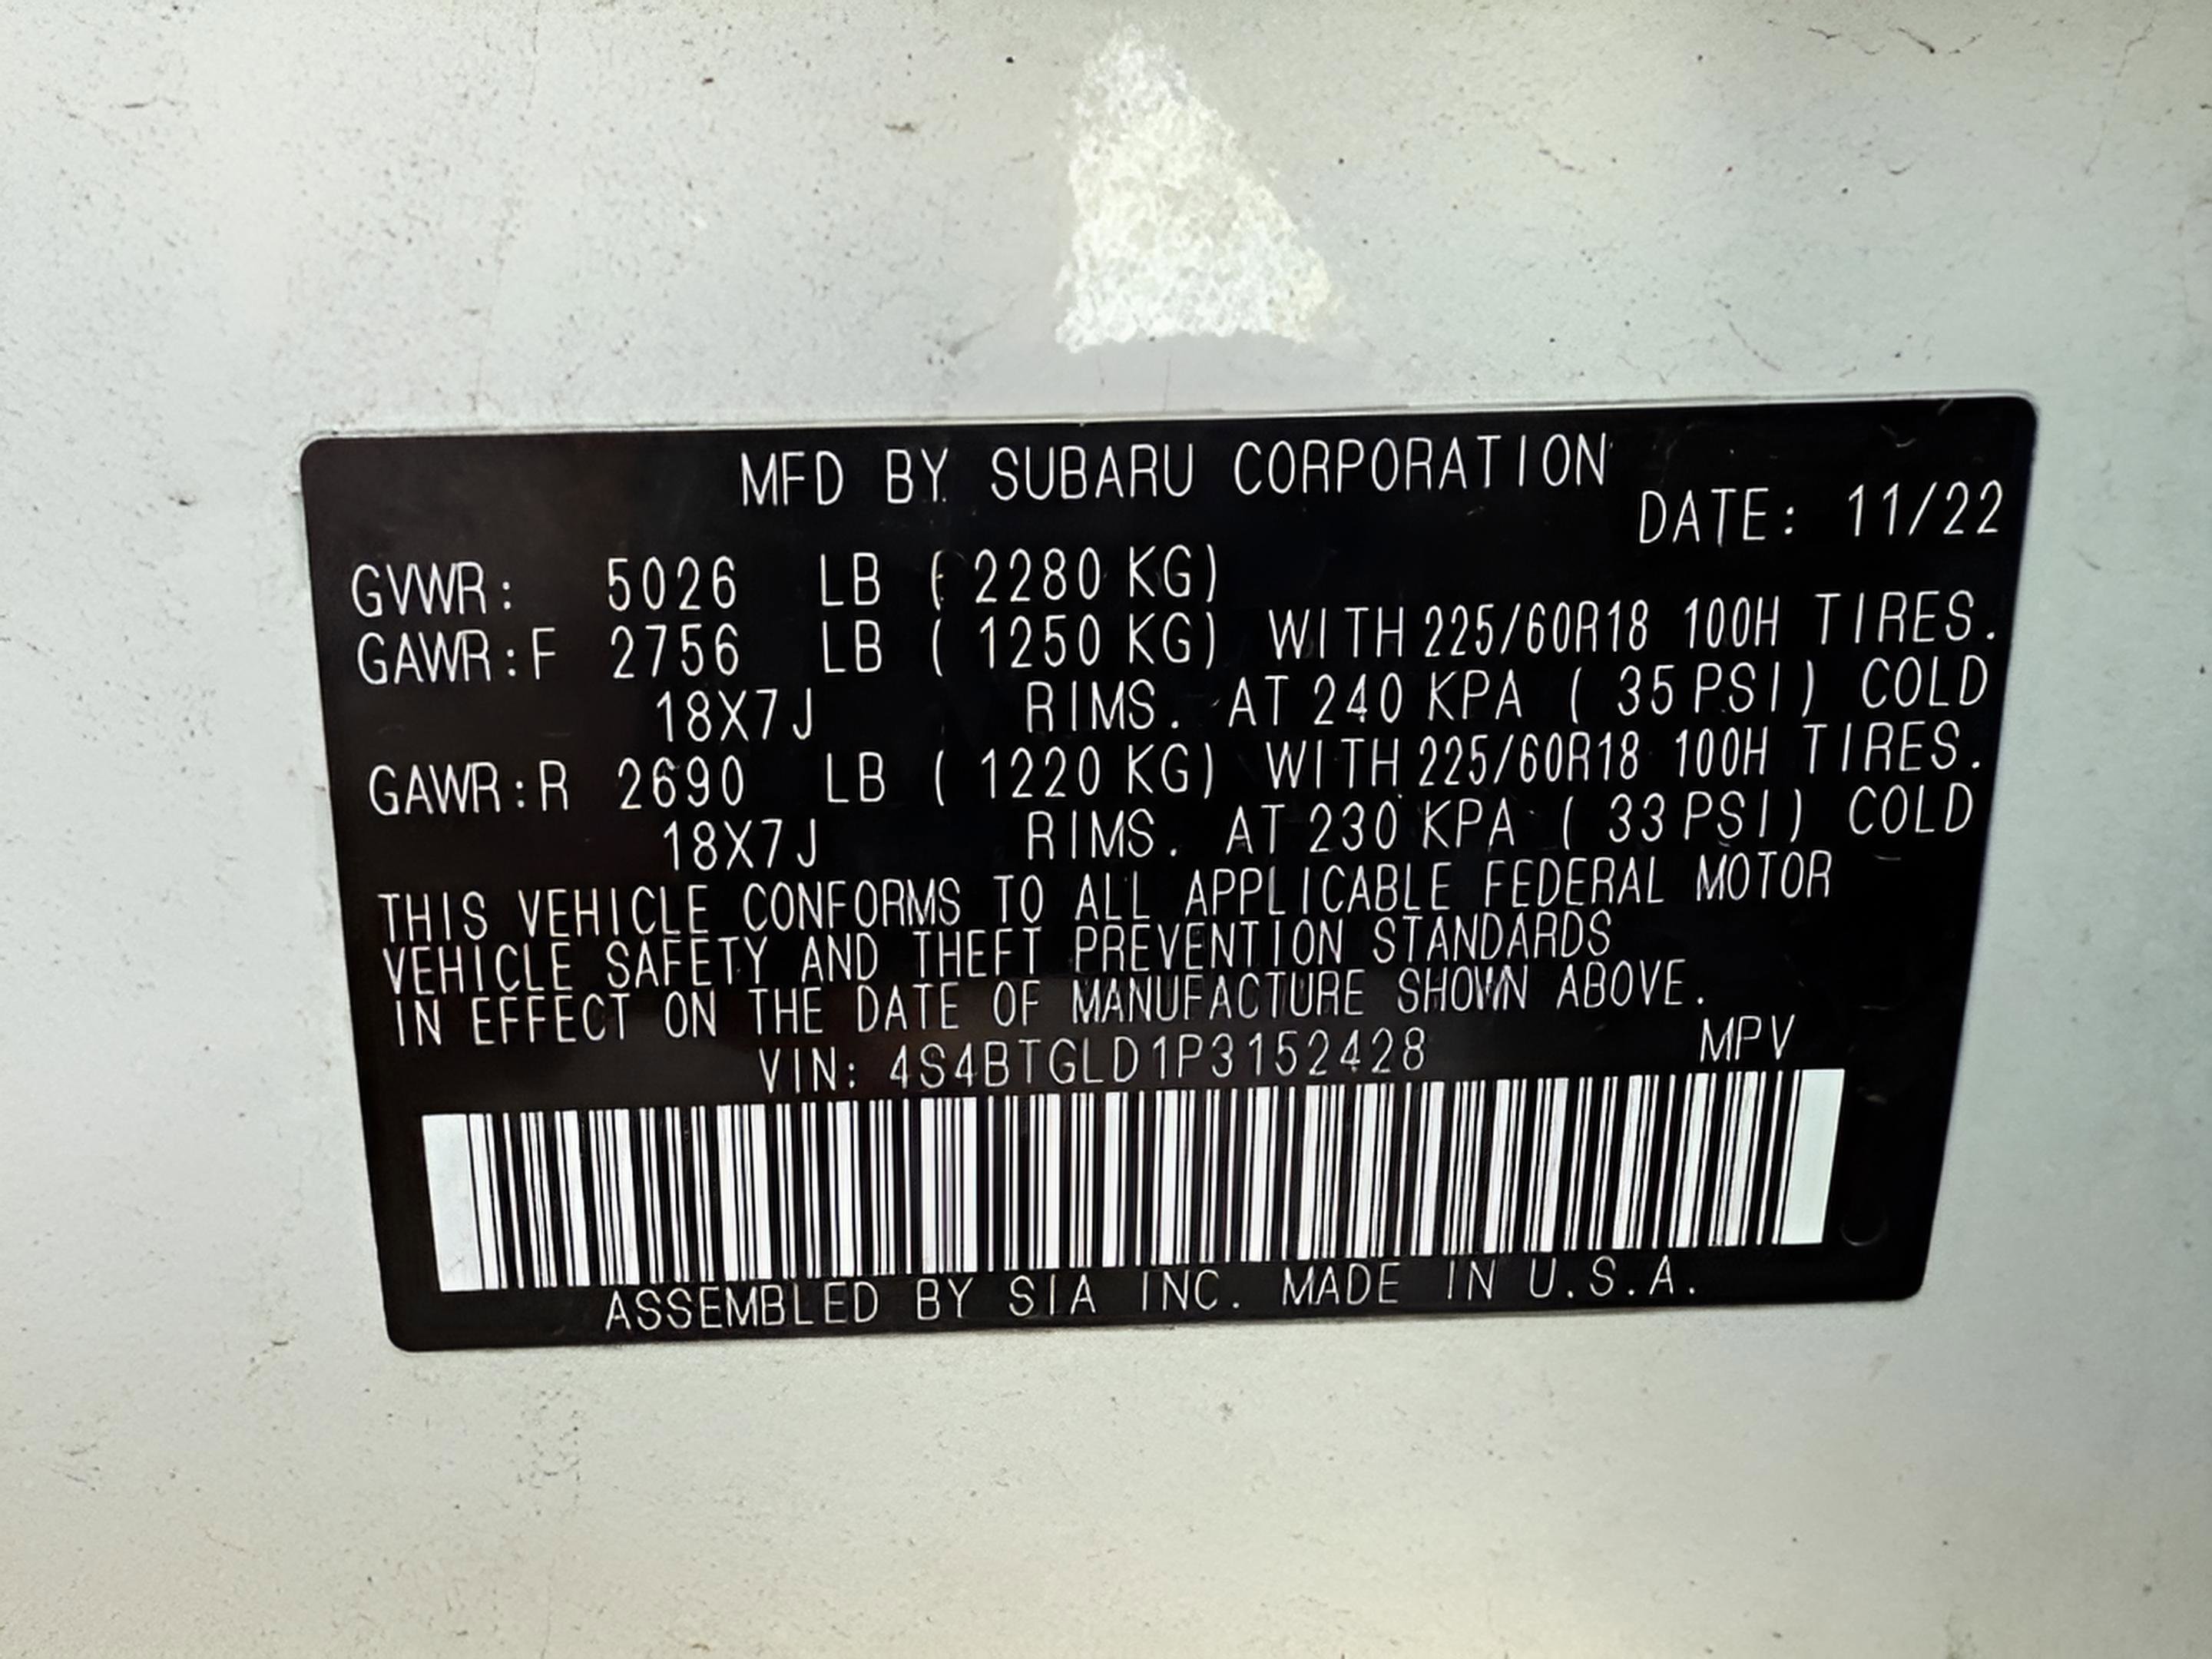 MFD BY SUBARU CORPORATION
DATE: 11/22
GVWR: 5026 LB ( 2280 KG)
GAWR:F 2756 LB ( 1250 KG) WITH 225/60R18 100H TIRES.
18X7J RIMS. AT 240 KPA ( 35 PSI) COLD
GAWR:R 2690 LB ( 1220 KG) WITH 225/60R18 100H TIRES.
18X7J RIMS. AT 230 KPA ( 33 PSI) COLD
THIS VEHICLE CONFORMS TO ALL APPLICABLE FEDERAL MOTOR
VEHICLE SAFETY AND THEFT PREVENTION STANDARDS
IN EFFECT ON THE DATE OF MANUFACTURE SHOWN ABOVE.
VIN: 4S4BTGLD1P3152428 MPV
ASSEMBLED BY SIA INC. MADE IN U.S.A.